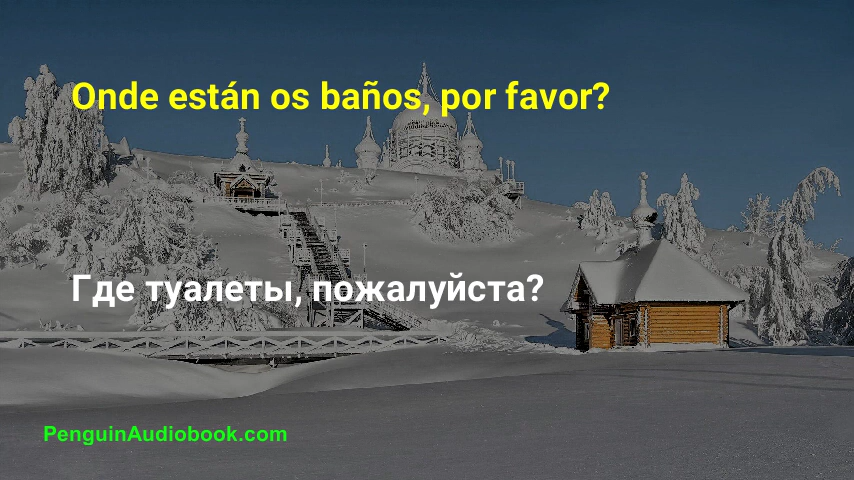 Onde están os baños, por favor?
Где туалеты, пожалуйста?
PenguinAudiobook.com